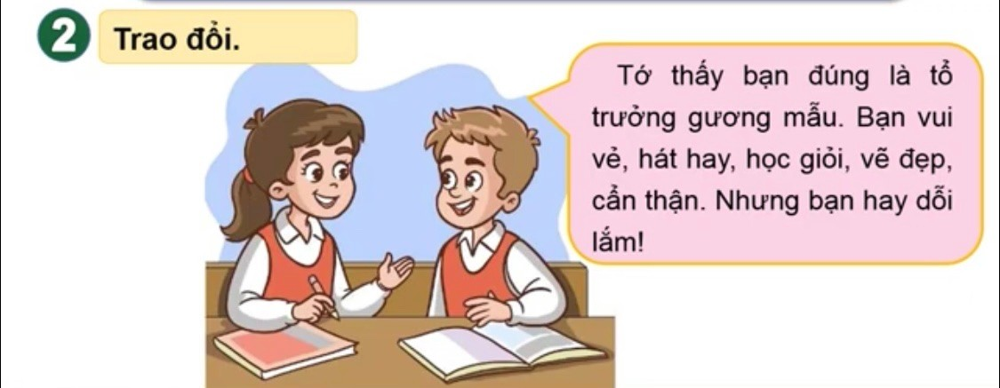 2
Trao đổi.
Tớ thấy bạn đúng là tổ
trưởng gương mẫu. Bạn vui
vẻ, hát hay, học giỏi, vẽ đẹp,
cẩn thận. Nhưng bạn hay dỗi
lắm!